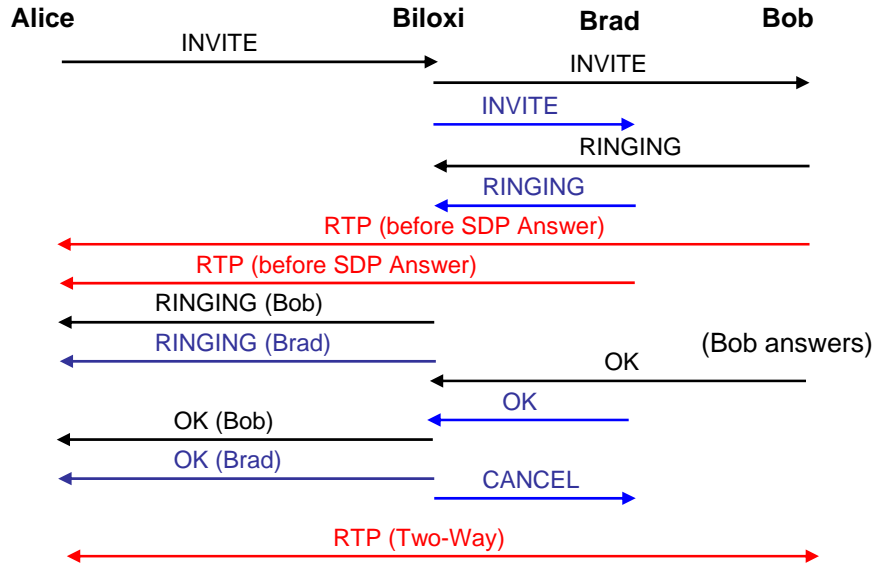 Alice Biloxi Brad Bob
INVITE
INVITE
INVITE
RINGING
RINGING
RTP (before SDP Answer)
RTP (before SDP Answer)
RINGING (Bob)
RINGING (Brad)
(Bob answers)
OK
OK
OK (Bob)
OK (Brad)
CANCEL
RTP (Two-Way)